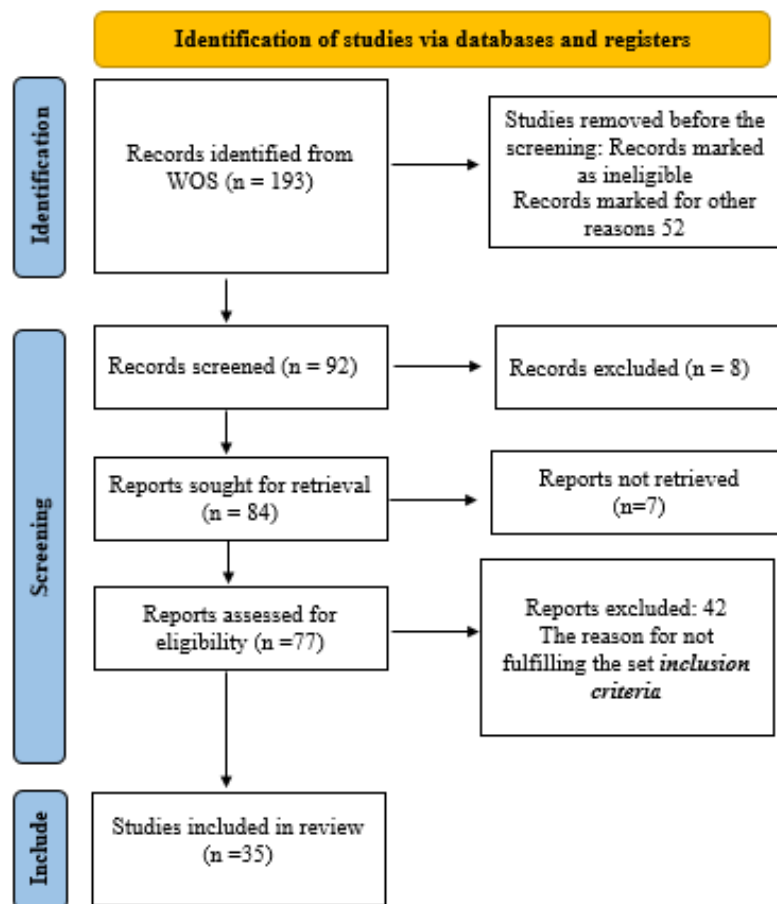 Identification of studies via databases and registers
Identification
Records identified from
WOS (n = 193)
Studies removed before the
screening: Records marked
as ineligible
Records marked for other
reasons 52
Screening
Records screened (n = 92)
Records excluded (n = 8)
Reports sought for retrieval
(n = 84)
Reports not retrieved
(n=7)
Reports assessed for
eligibility (n =77)
Reports excluded: 42
The reason for not
fulfilling the set inclusion
criteria
Include
Studies included in review
(n =35)